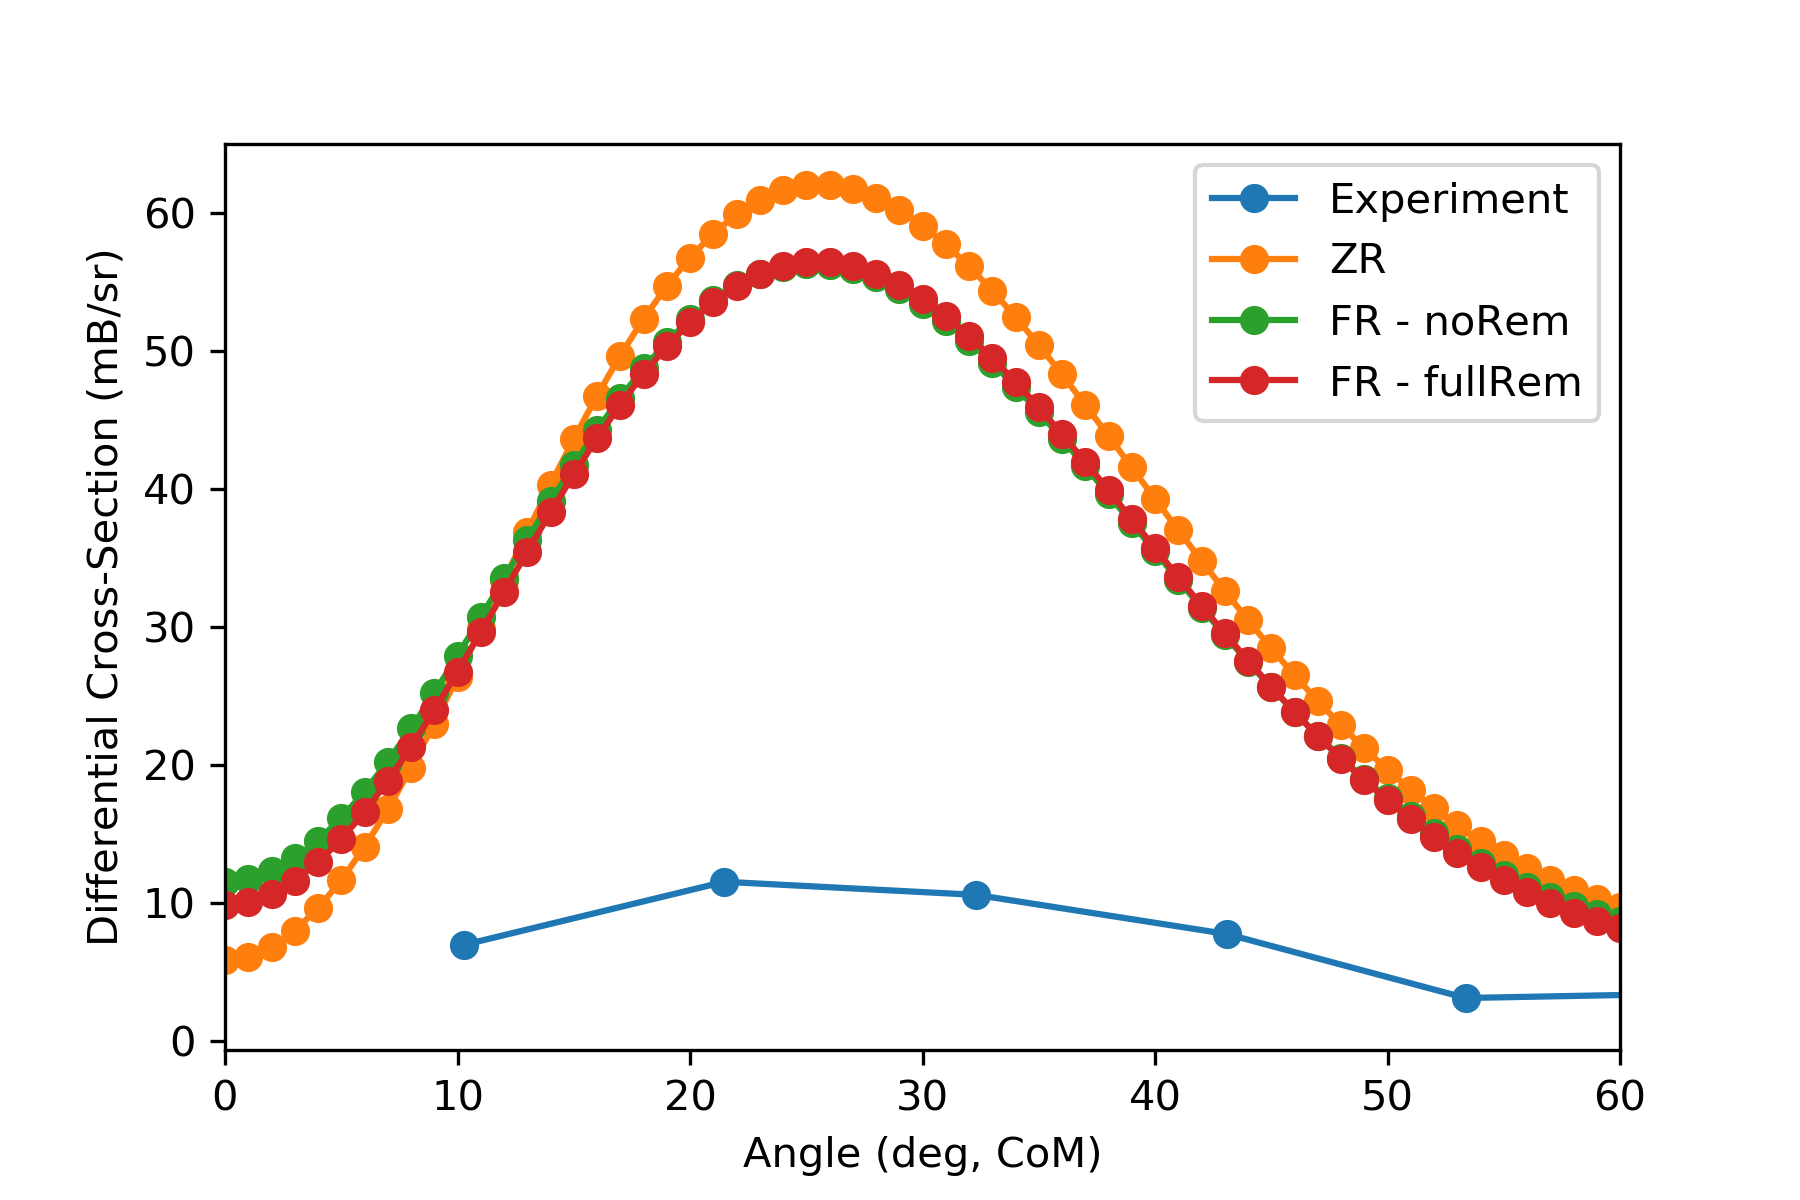 Experiment
ZR
FR - noRem
FR - fullRem
Differential Cross-Section (mB/sr)
60
50
40
30
20
10
0
0 10 20 30 40 50 60
Angle (deg, CoM)